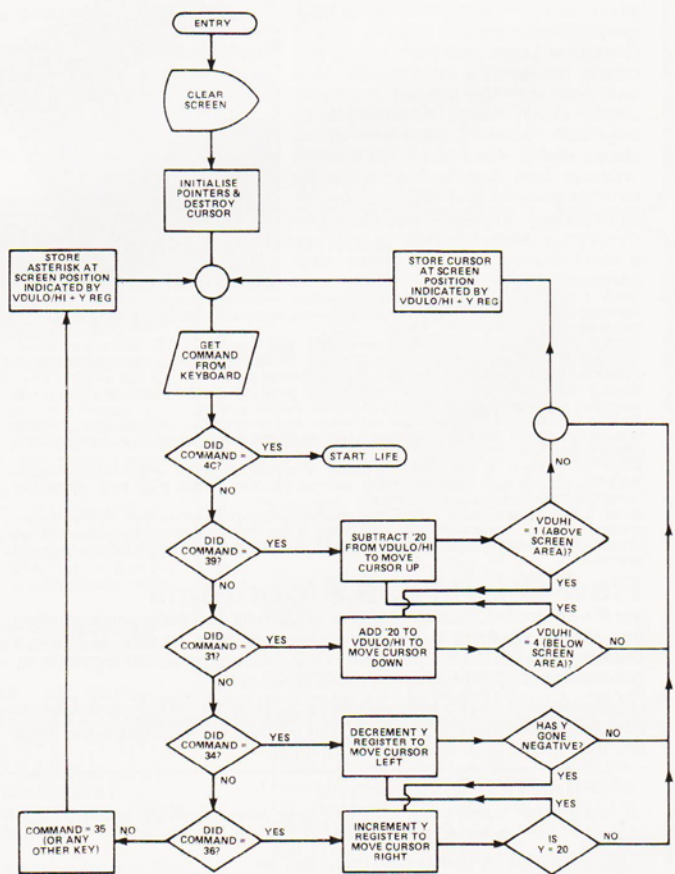 ENTRY
CLEAR
SCREEN
INITIALISE
POINTERS &
DESTROY
CURSOR
STORE
ASTERISK AT
SCREEN POSITION
INDICATED BY
VDULO/HI + Y REG
STORE CURSOR
AT SCREEN
POSITION
INDICATED BY
VDULO/HI + Y REG
GET
COMMAND
FROM
KEYBOARD
DID
COMMAND =
4C?
YES
START LIFE
NO
NO
DID
COMMAND =
39?
YES
SUBTRACT '20
FROM VDULO/HI
TO MOVE
CURSOR UP
VDUHI
= 1 (ABOVE
SCREEN
AREA)?
YES
NO
YES
DID
COMMAND =
31?
YES
ADD '20 TO
VDULO/HI TO
MOVE CURSOR
DOWN
VDUHI
= 4 (BELOW
SCREEN
AREA)?
NO
NO
DID
COMMAND =
34?
YES
DECREMENT Y
REGISTER TO
MOVE CURSOR
LEFT
HAS Y
GONE
NEGATIVE?
NO
YES
NO
YES
COMMAND = 35
(OR ANY
OTHER KEY)
NO
DID
COMMAND =
36?
YES
INCREMENT Y
REGISTER TO
MOVE CURSOR
RIGHT
IS
Y = 20
NO